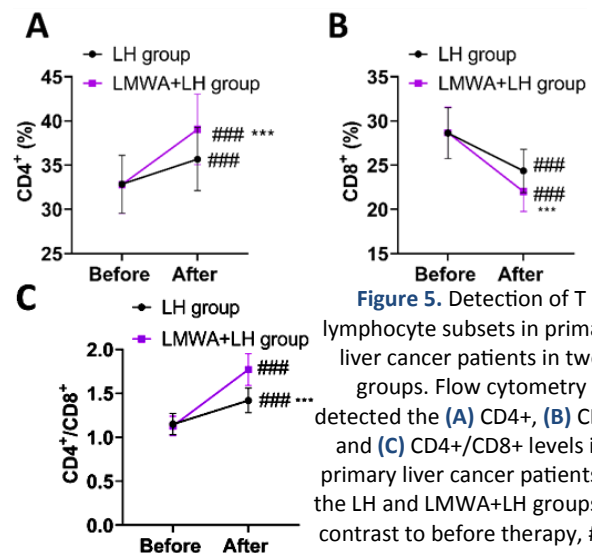 A
LH group
LMWA+LH group
CD4+ (%)
45
40
35
30
25
### ***
###
Before After
B
LH group
LMWA+LH group
CD8+ (%)
35
30
25
20
15
###
###
***
Before After
C
LH group
LMWA+LH group
CD4+/CD8+
2.0
1.5
1.0
0.5
0.0
###
### ***
Before After
Figure 5. Detection of T
lymphocyte subsets in prima
liver cancer patients in two
groups. Flow cytometry
detected the (A) CD4+, (B) C
and (C) CD4+/CD8+ levels i
primary liver cancer patients
the LH and LMWA+LH groups
contrast to before therapy, #